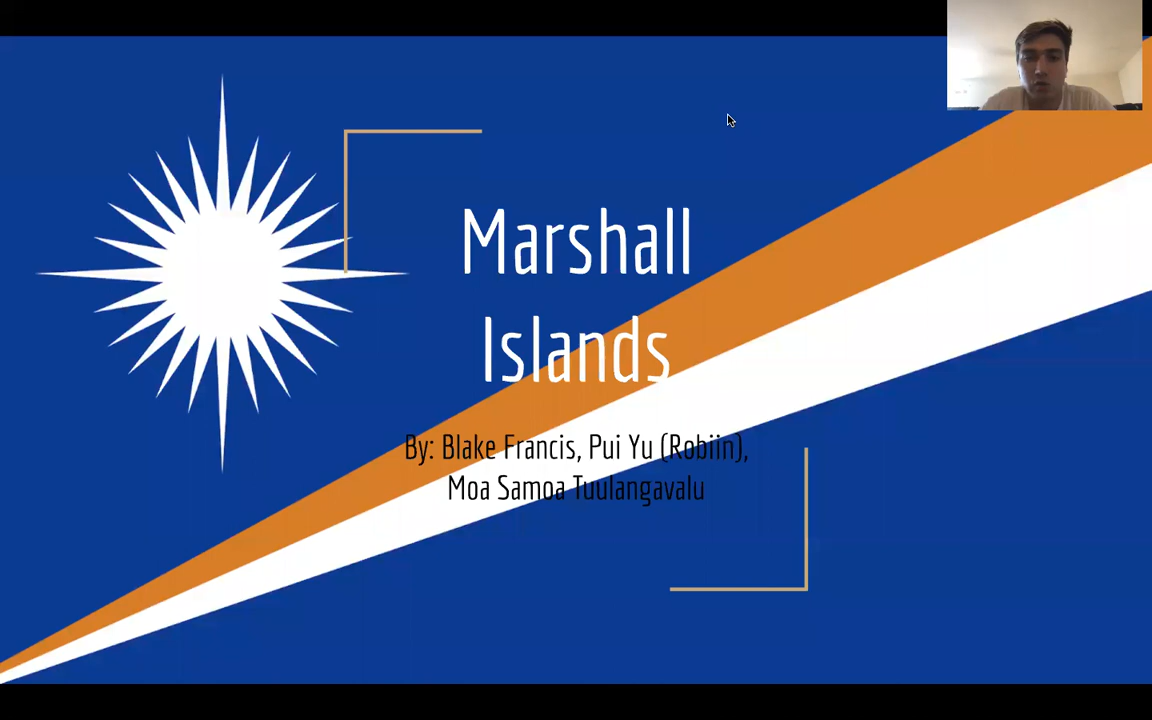 Marshall
Islands
By: Blake Francis, Pui Yu (Robiin),
Moa Samoa Tuulangavalu